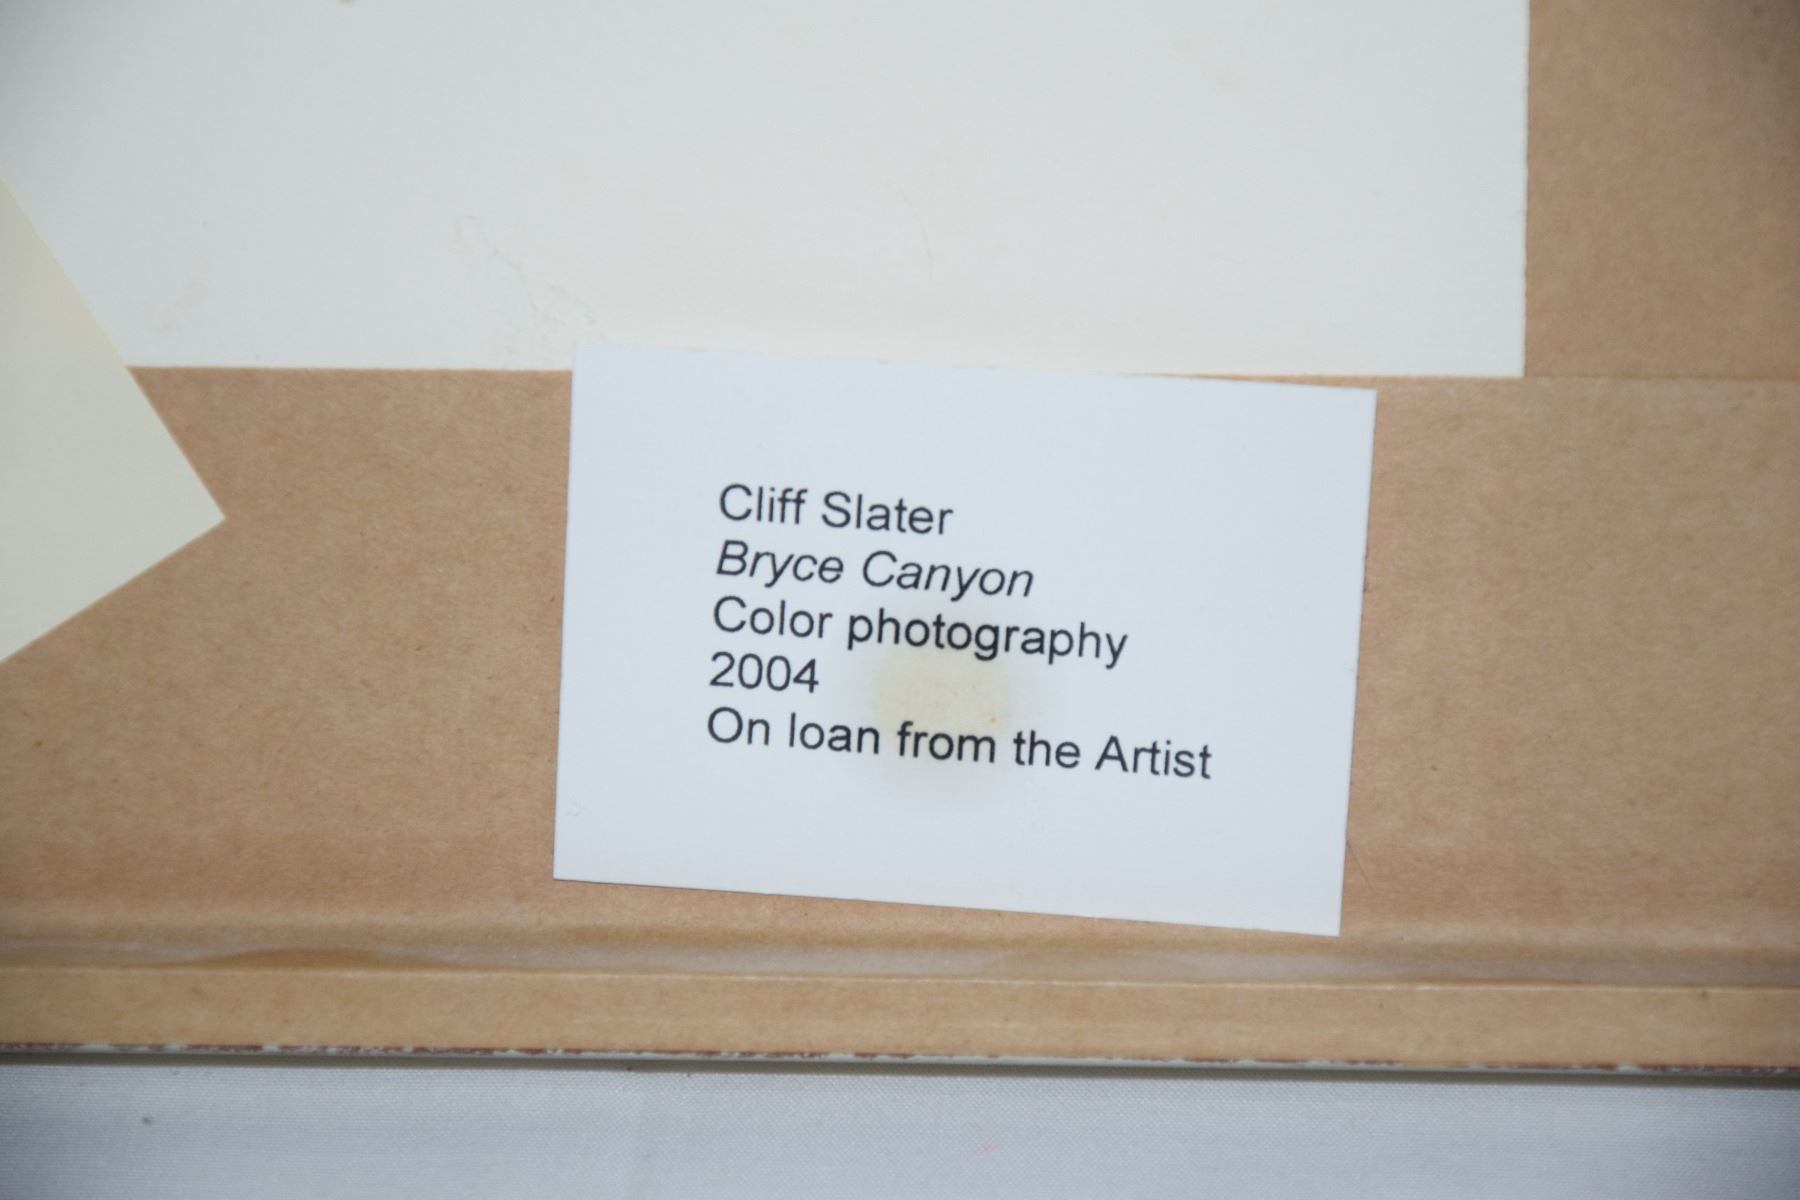 Cliff Slater
Bryce Canyon
Color photography
2004
On loan from the Artist